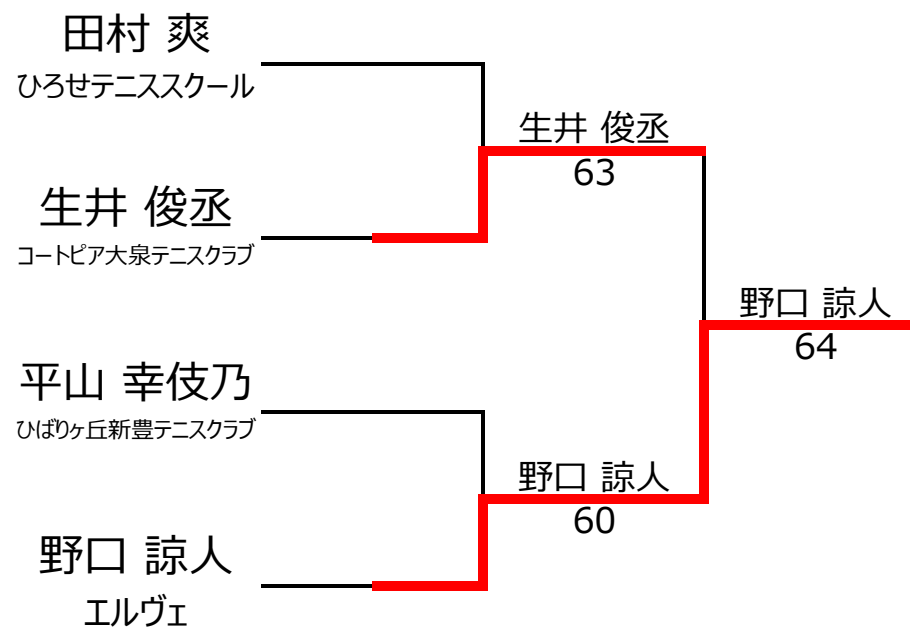 田村 爽
ひろせテニススクール
生井 俊丞
63
生井 俊丞
コートピア大泉テニスクラブ
野口 諒人
64
平山 幸伎乃
ひばりヶ丘新豊テニスクラブ
野口 諒人
60
野口 諒人
エルヴェ